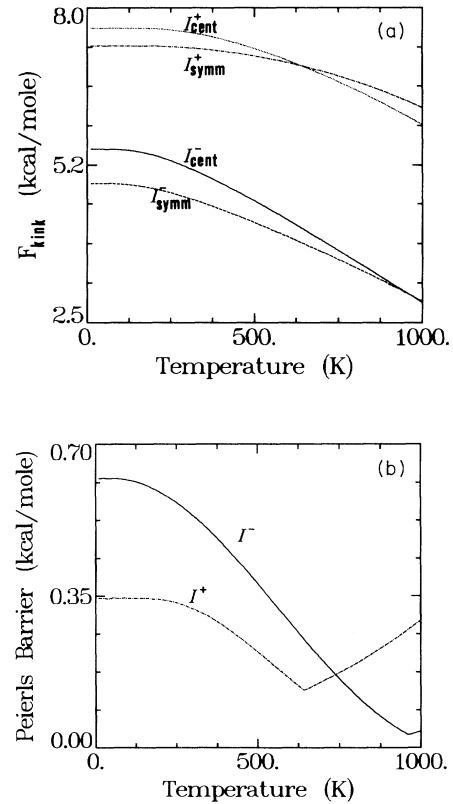 8.0
(a)
I⁺cent
I⁺symm
5.2
I⁻cent
I⁻symm
Fkink (kcal/mole)
2.5
0. 500. 1000.
Temperature (K)
0.70
(b)
I⁻
0.35
I⁺
Peierls Barrier (kcal/mole)
0.00
0. 500. 1000.
Temperature (K)